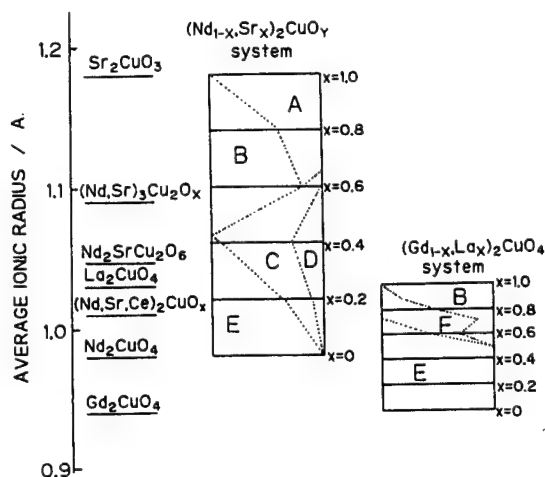 AVERAGE IONIC RADIUS / A.
1.2
1.1
1.0
0.9
Sr₂CuO₃
(Nd,Sr)₃Cu₂Oₓ
Nd₂SrCu₂O₆
La₂CuO₄
(Nd,Sr,Ce)₂CuOₓ
Nd₂CuO₄
Gd₂CuO₄
(Nd₁₋ₓ,Srₓ)₂CuOY
system
x=1.0
A
x=0.8
B
x=0.6
x=0.4
C
D
x=0.2
E
x=0
(Gd₁₋ₓ,Laₓ)₂CuO₄
system
x=1.0
B
x=0.8
F
x=0.6
x=0.4
E
x=0.2
x=0